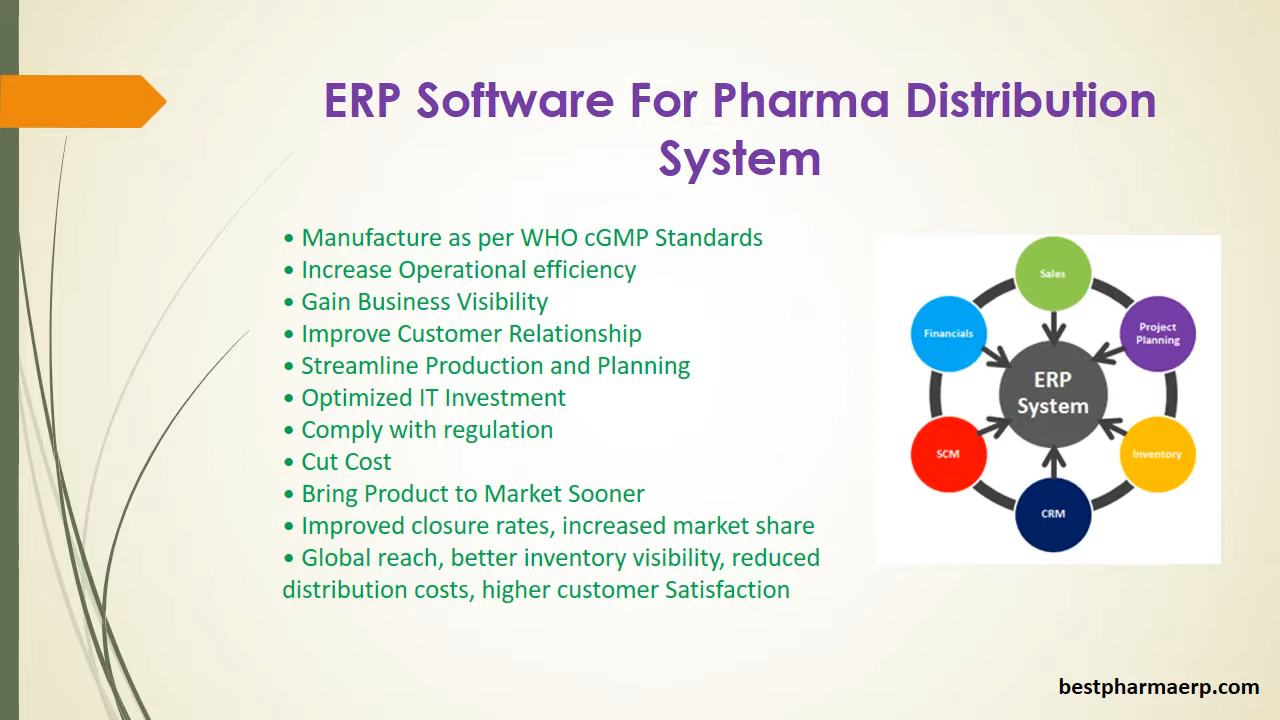 ERP Software For Pharma Distribution
System
• Manufacture as per WHO cGMP Standards
• Increase Operational efficiency
• Gain Business Visibility
• Improve Customer Relationship
• Streamline Production and Planning
• Optimized IT Investment
• Comply with regulation
• Cut Cost
• Bring Product to Market Sooner
• Improved closure rates, increased market share
• Global reach, better inventory visibility, reduced
distribution costs, higher customer Satisfaction
Sales
Financials
Project
Planning
ERP
System
SCM
Inventory
CRM
bestpharmaerp.com